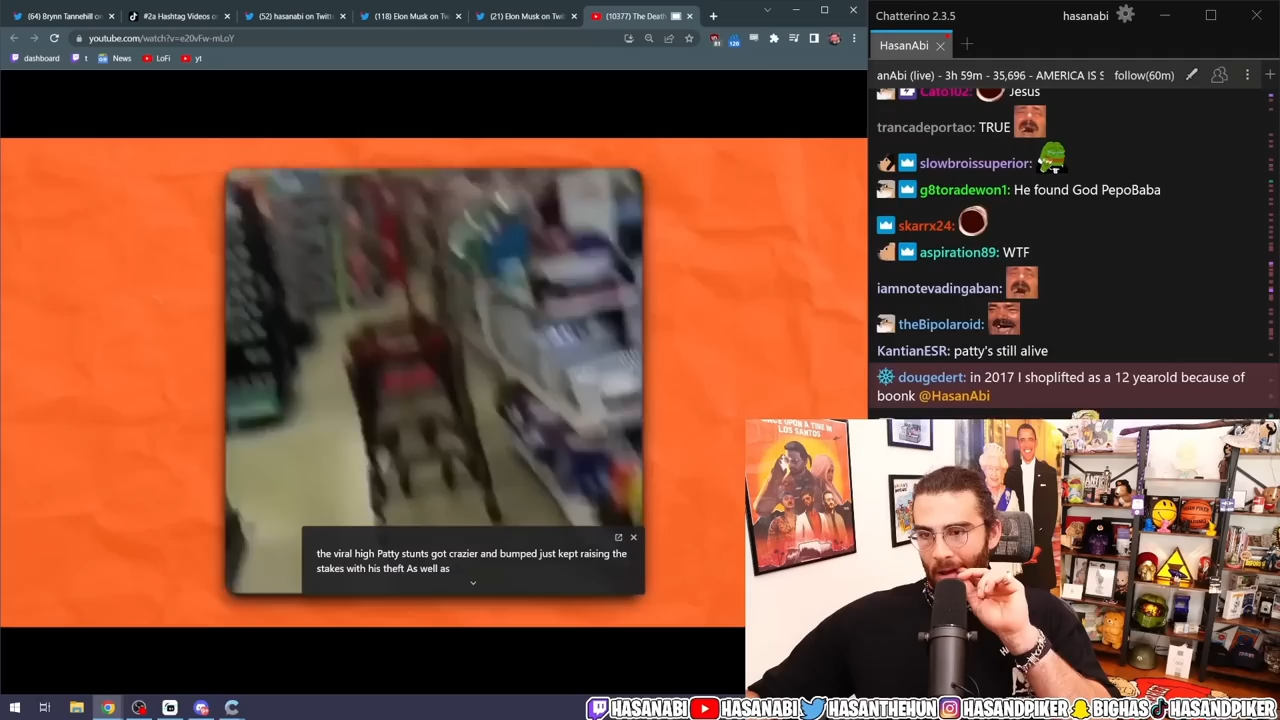 (64) Brynn Tannehill on
#2a Hashtag Videos o
(52) hasanabi on Twitt
(118) Elon Musk on Tw
(21) Elon Musk on Twit
(10377) The Death
youtube.com/watch?v=e20vFw-mLoY
dashboard
t
News
LoFi
yt
the viral high Patty stunts got crazier and bumped just kept raising the
stakes with his theft As well as
Chatterino 2.3.5
hasanabi
HasanAbi
anAbi (live) - 3h 59m - 35,696 - AMERICA IS S
follow(60m)
Cato102: Jesus
trancadeportao: TRUE
slowbroissuperior:
g8toradewon1: He found God PepoBaba
skarrx24:
aspiration89: WTF
iamnotevadingaban:
theBipolaroid:
KantianESR: patty's still alive
dougedert: in 2017 I shoplifted as a 12 yearold because of
boonk @HasanAbi
LOS SANTOS
HASANABI
HASANABI
HASANTHEHUN
HASANDPIKER
BIGHAS
HASANDPIKER